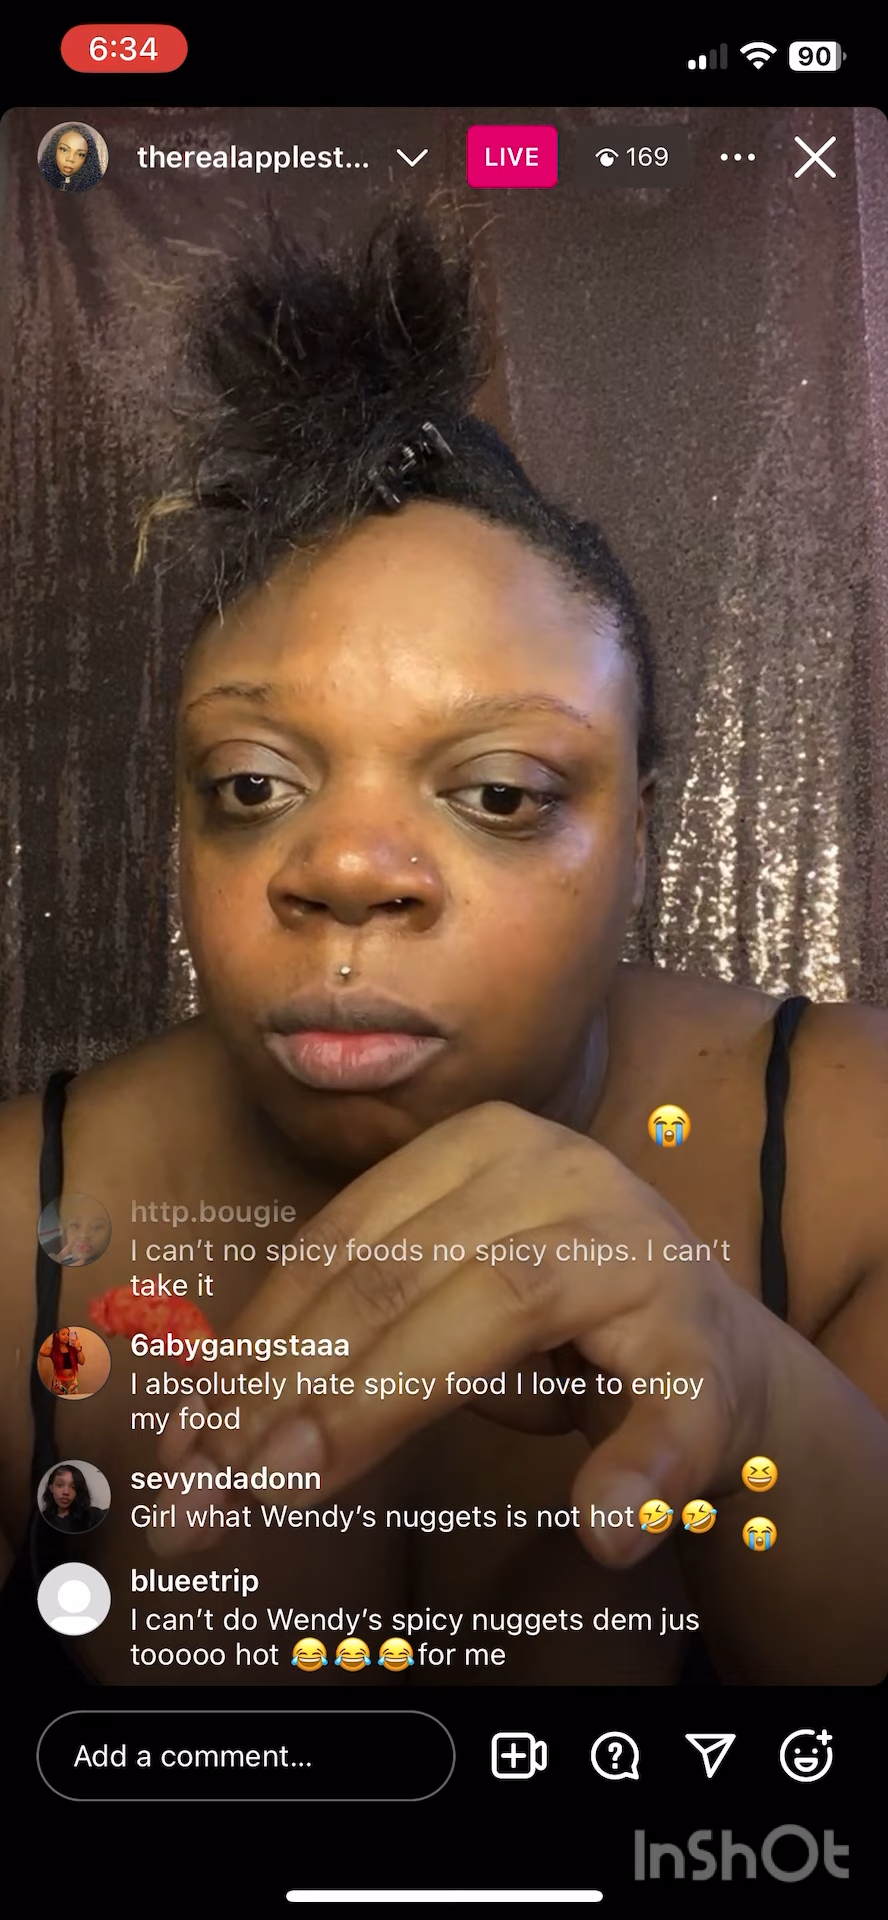 6:34
90
therealapplest...
LIVE
169
http.bougie
I can't no spicy foods no spicy chips. I can't
take it
6abygangstaaa
I absolutely hate spicy food I love to enjoy
my food
sevyndadonn
Girl what Wendy's nuggets is not hot🤣🤣
blueetrip
I can't do Wendy's spicy nuggets dem jus
tooooo hot 😂😂😂for me
Add a comment...
InShOt